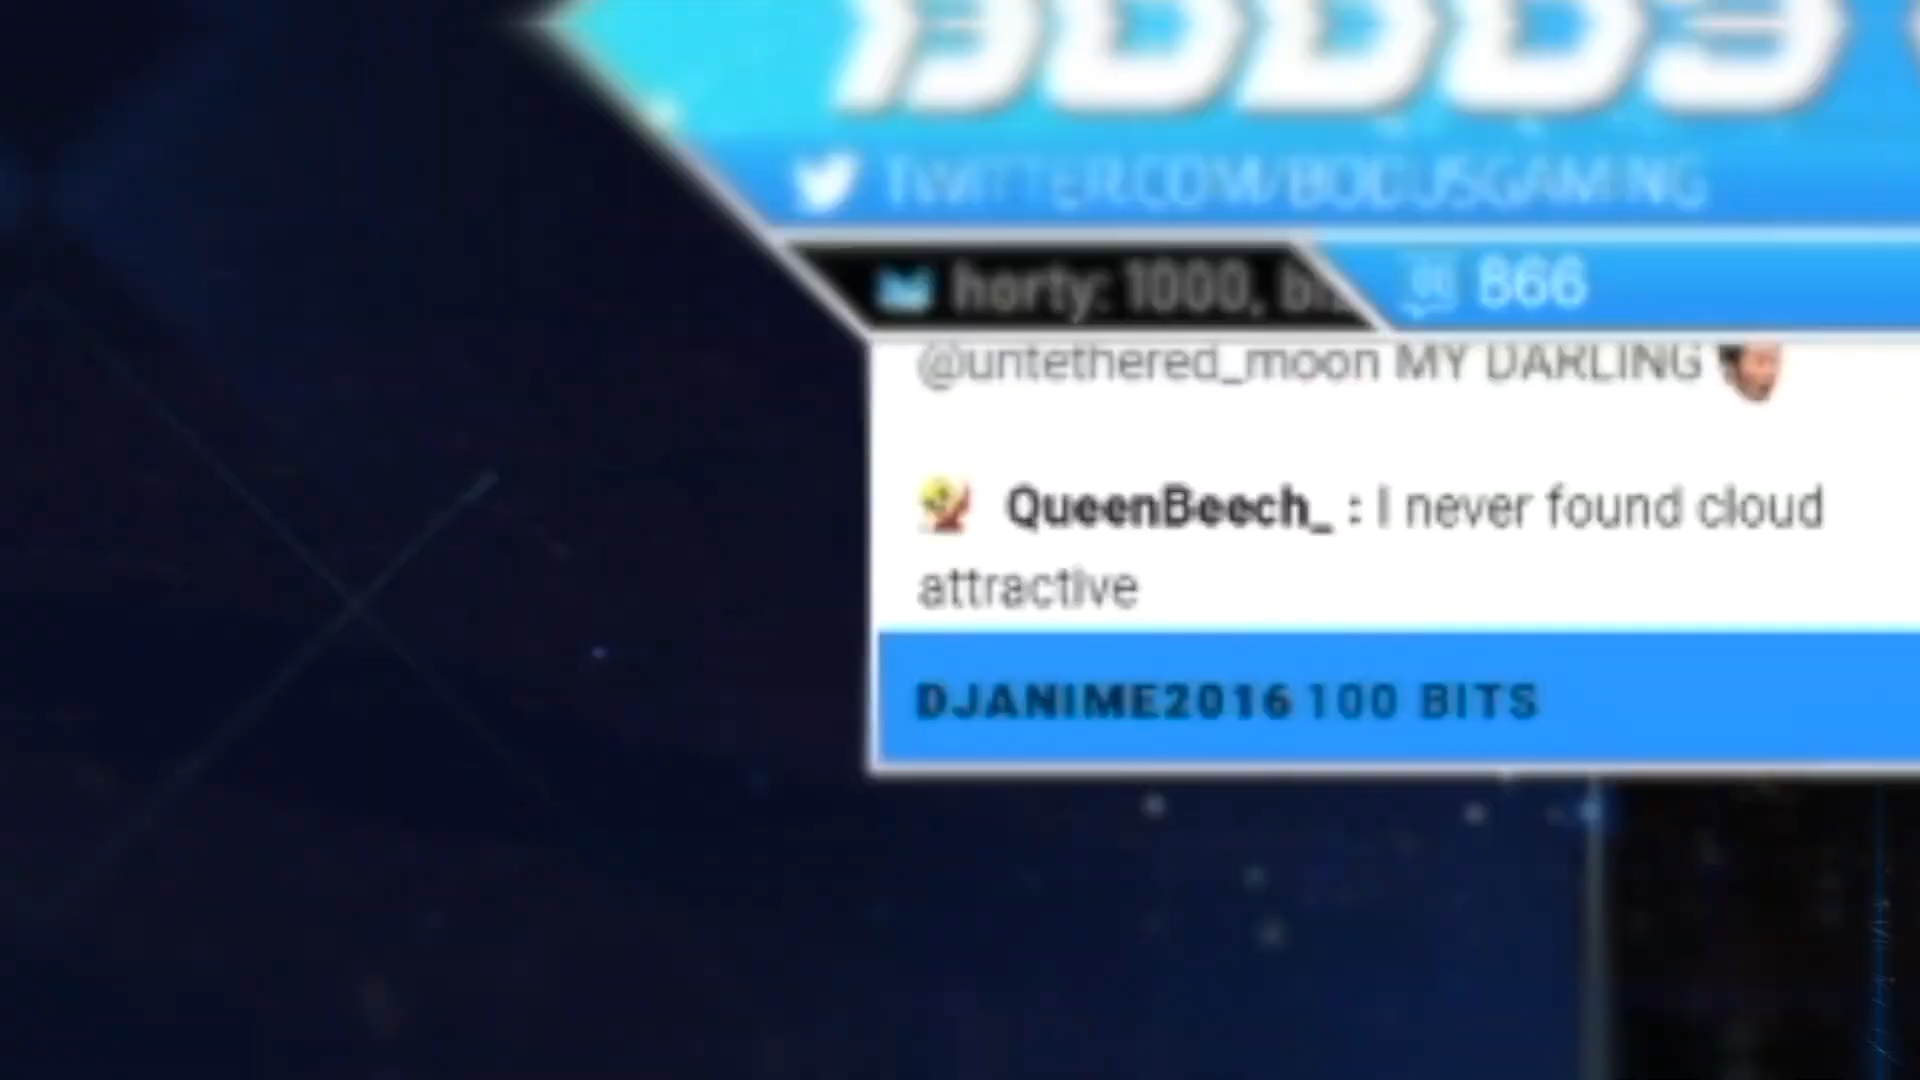 TWITTER.COM/BOGUSGAMING
horty: 1000,
866
@untethered_moon MY DARLING
QueenBeech_ : I never found cloud
attractive
DJANIME2016 100 BITS